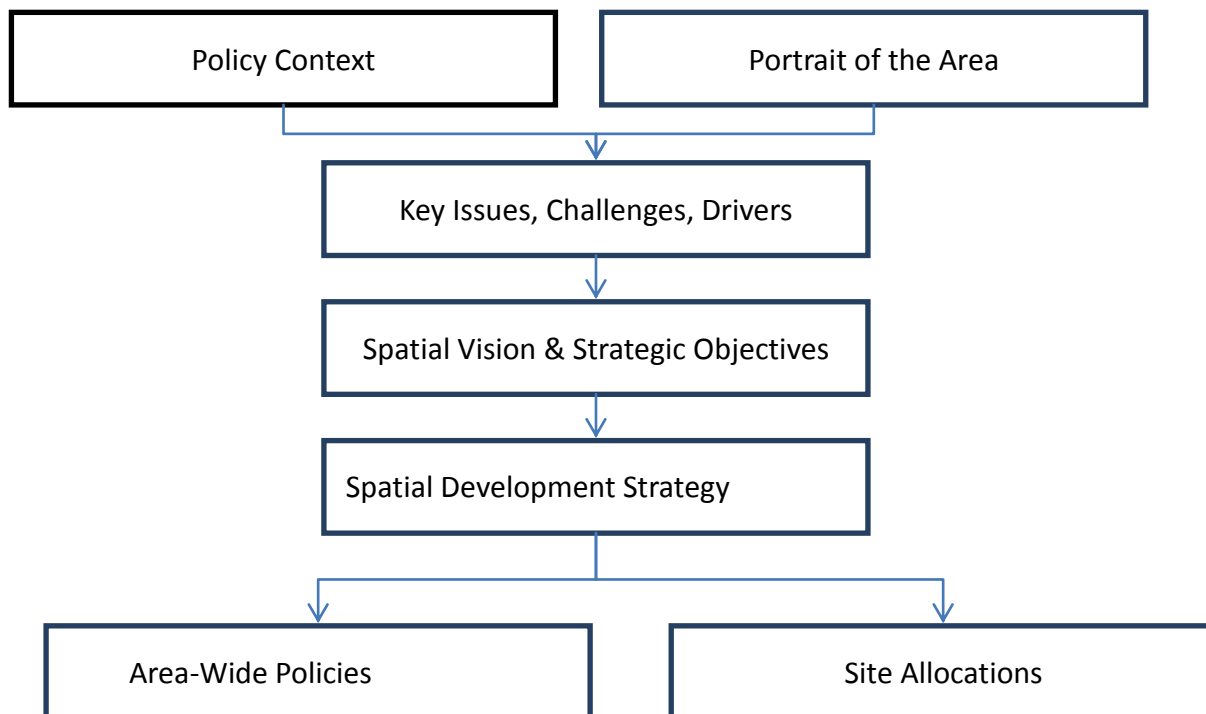 Policy Context
Portrait of the Area
Key Issues, Challenges, Drivers
Spatial Vision & Strategic Objectives
Spatial Development Strategy
Area-Wide Policies
Site Allocations